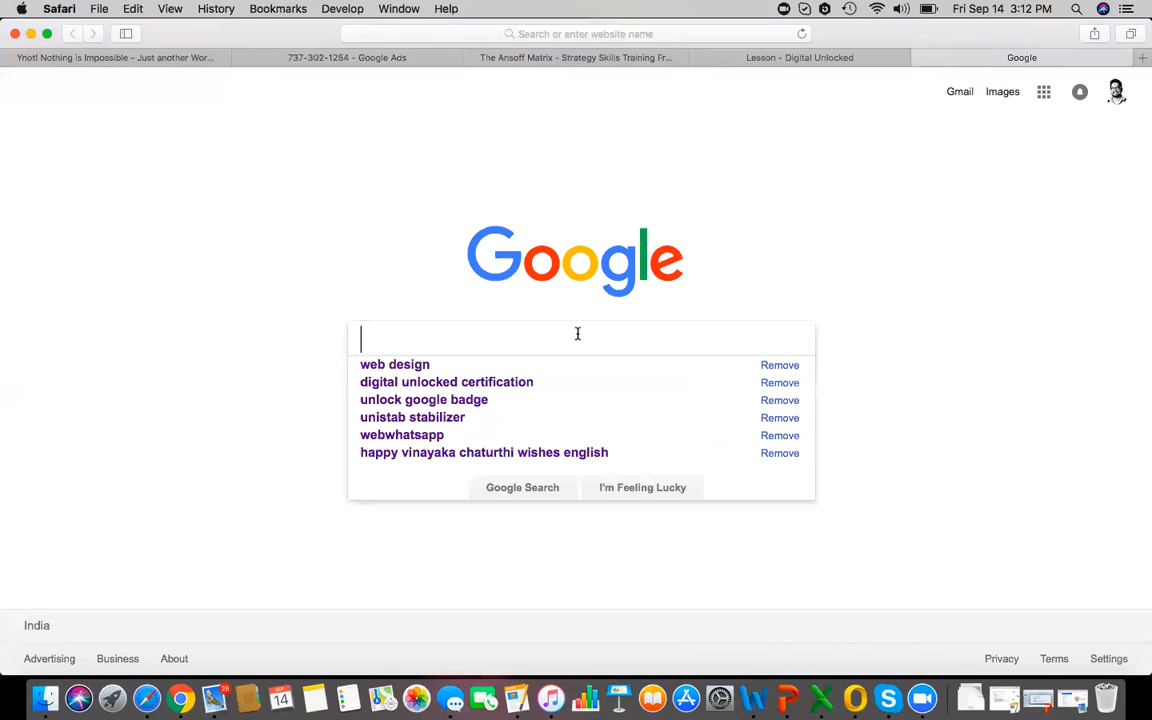 Safari File Edit View History Bookmarks Develop Window Help Fri Sep 14 3:12 PM
Search or enter website name
Ynot! Nothing is Impossible – Just another Wor... 737-302-1254 - Google Ads The Ansoff Matrix - Strategy Skills Training Fr... Lesson - Digital Unlocked Google
Gmail Images
Google
web design Remove
digital unlocked certification Remove
unlock google badge Remove
unistab stabilizer Remove
webwhatsapp Remove
happy vinayaka chaturthi wishes english Remove
Google Search I'm Feeling Lucky
India
Advertising Business About Privacy Terms Settings